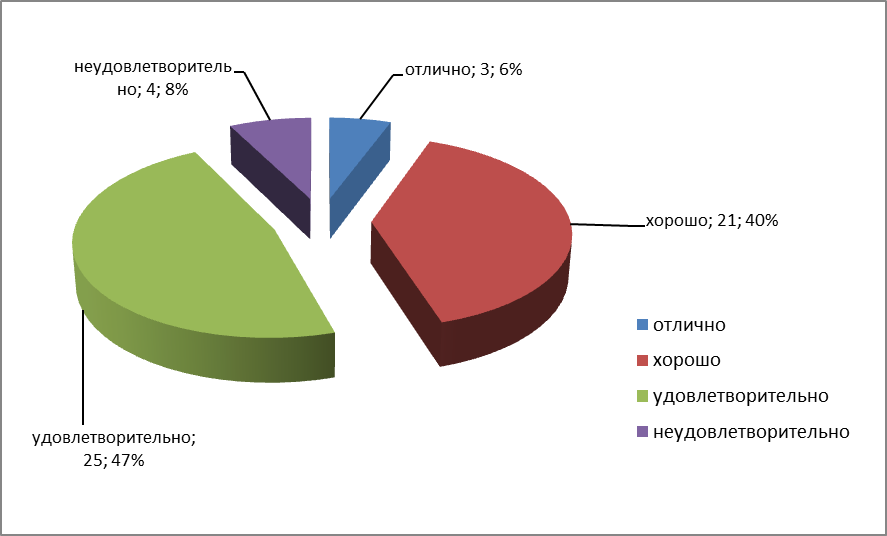 неудовлетворитель
но; 4; 8%
отлично; 3; 6%
хорошо; 21; 40%
удовлетворительно;
25; 47%
отлично
хорошо
удовлетворительно
неудовлетворительно